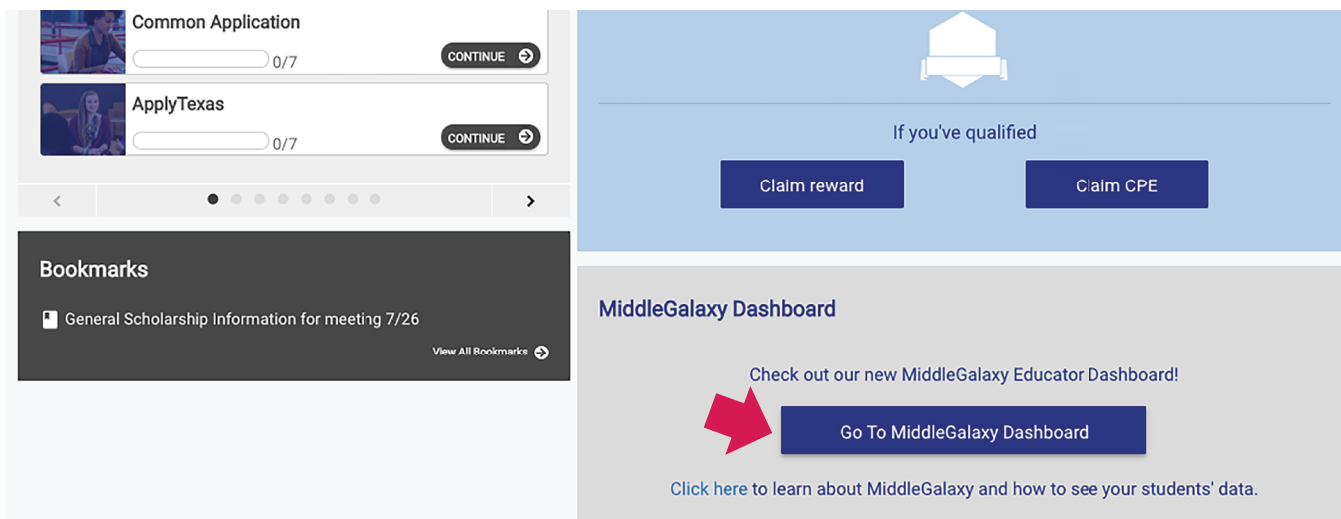 Common Application
0/7
CONTINUE
ApplyTexas
0/7
CONTINUE
Bookmarks
General Scholarship Information for meeting 7/26
View All Bookmarks
If you've qualified
Claim reward
Claim CPE
MiddleGalaxy Dashboard
Check out our new MiddleGalaxy Educator Dashboard!
Go To MiddleGalaxy Dashboard
Click here to learn about MiddleGalaxy and how to see your students' data.